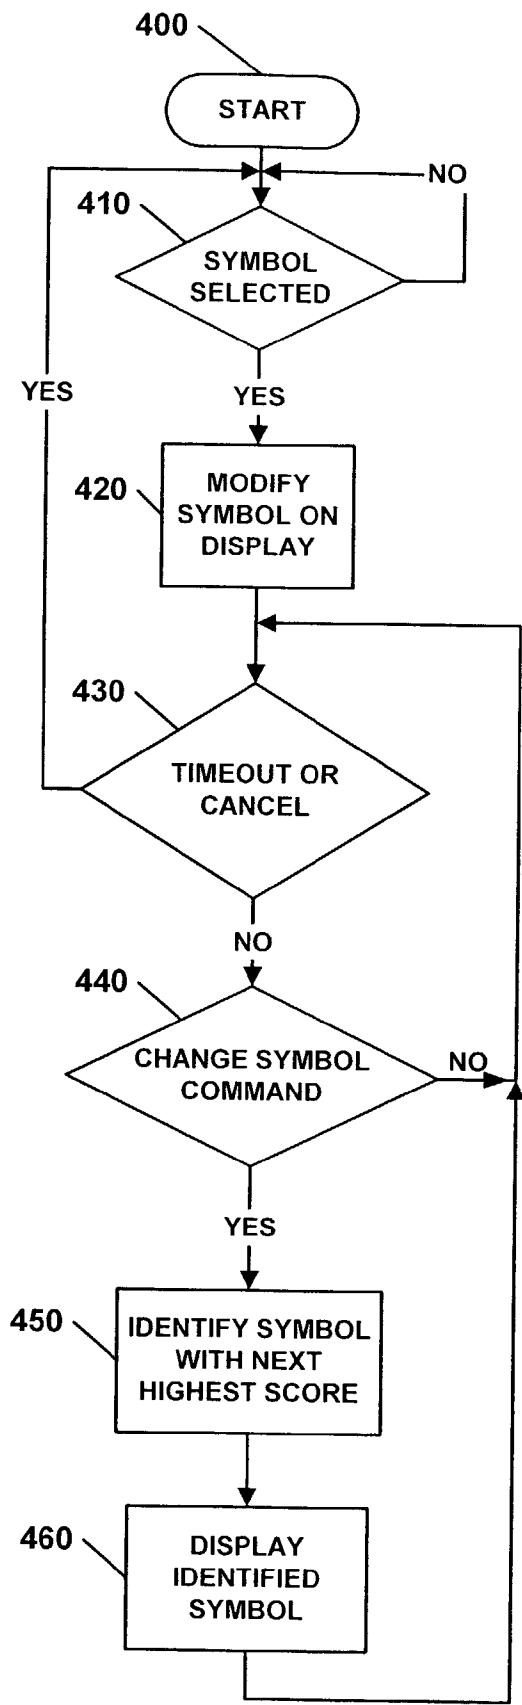 400
START
NO
410
SYMBOL
SELECTED
YES
YES
420
MODIFY
SYMBOL ON
DISPLAY
430
TIMEOUT OR
CANCEL
NO
440
CHANGE SYMBOL
COMMAND
NO
YES
450
IDENTIFY SYMBOL
WITH NEXT
HIGHEST SCORE
460
DISPLAY
IDENTIFIED
SYMBOL